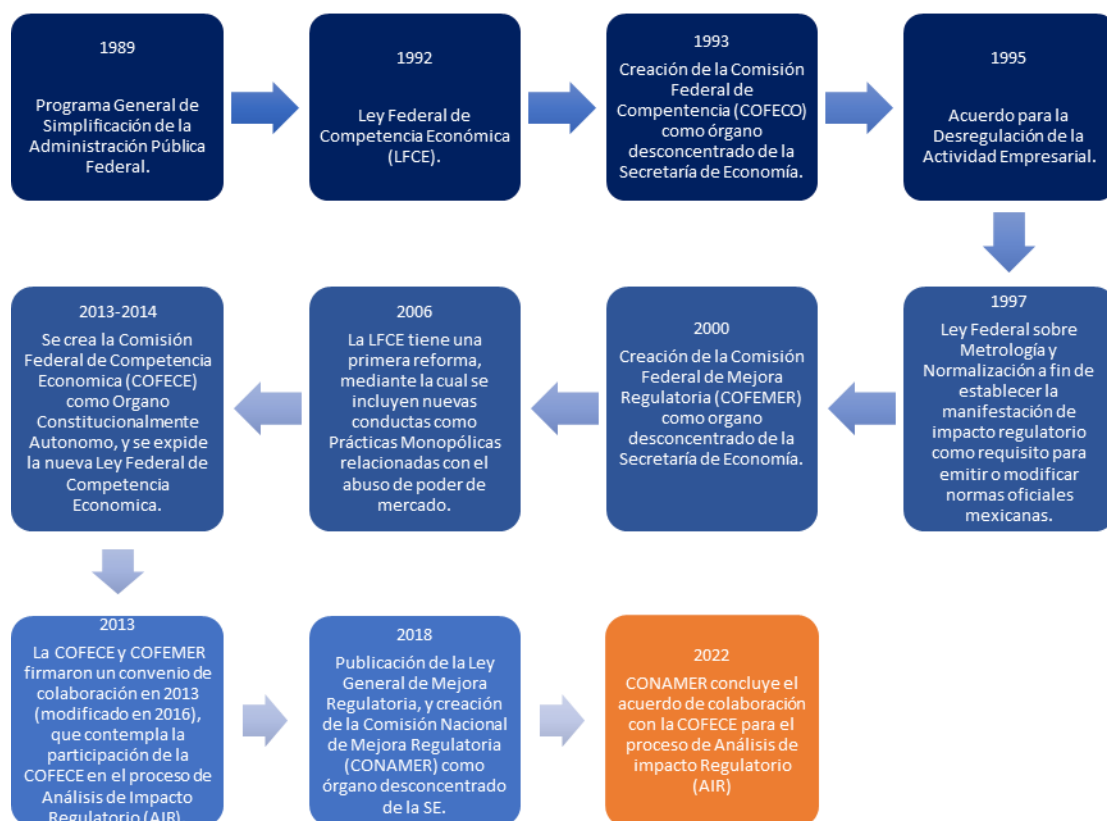 1989
Programa General de
Simplificación de la
Administración Pública
Federal.
1992
Ley Federal de
Competencia Económica
(LFCE).
1993
Creación de la Comisión
Federal de
Compentencia (COFECO)
como órgano
desconcentrado de la
Secretaría de Economía.
1995
Acuerdo para la
Desregulación de la
Actividad Empresarial.
1997
Ley Federal sobre
Metrología y
Normalización a fin de
establecer la
manifestación de
impacto regulatorio
como requisito para
emitir o modificar
normas oficiales
mexicanas.
2000
Creación de la Comisión
Federal de Mejora
Regulatoria (COFEMER)
como organo
desconcentrado de la
Secretaría de Economía.
2006
La LFCE tiene una
primera reforma,
mediante la cual se
incluyen nuevas
conductas como
Prácticas Monopólicas
relacionadas con el
abuso de poder de
mercado.
2013-2014
Se crea la Comisión
Federal de Competencia
Economica (COFECE)
como Organo
Constitucionalmente
Autonomo, y se expide
la nueva Ley Federal de
Competencia
Economica.
2013
La COFECE y COFEMER
firmaron un convenio de
colaboración en 2013
(modificado en 2016),
que contempla la
participación de la
COFECE en el proceso de
Análisis de Impacto
Regulatorio (AIR)
2018
Publicación de la Ley
General de Mejora
Regulatoria, y creación
de la Comisión Nacional
de Mejora Regulatoria
(CONAMER) como
órgano desconcentrado
de la SE.
2022
CONAMER concluye el
acuerdo de colaboración
con la COFECE para el
proceso de Análisis de
impacto Regulatorio
(AIR)